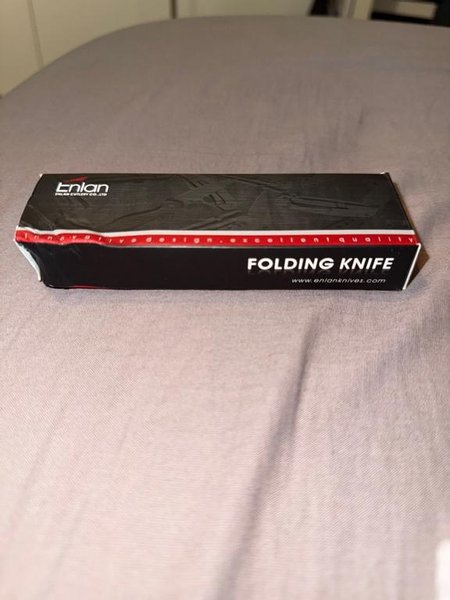 Enlan
ENLAN CUTLERY CO.,LTD
innovative design.excellent quality
FOLDING KNIFE
www.enlanknives.com